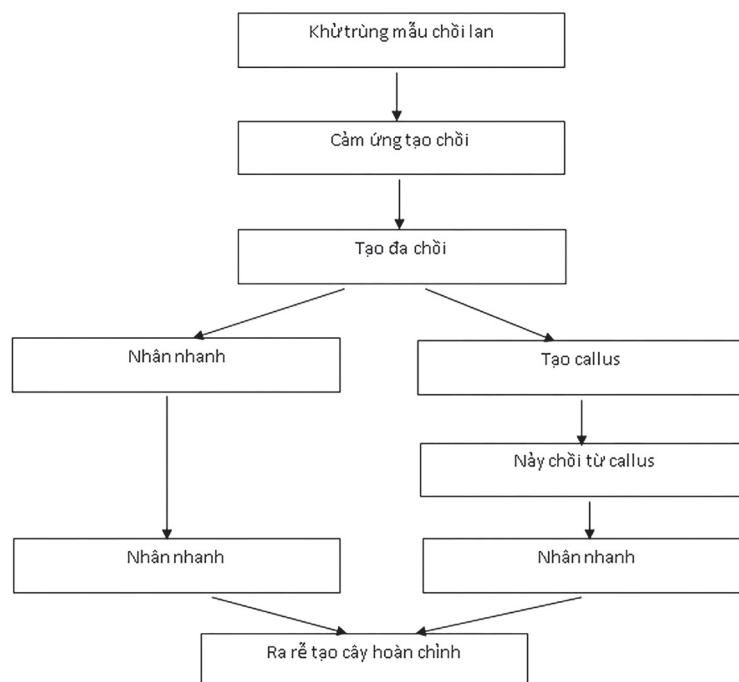 Khử trùng mẫu chồi lan
Cảm ứng tạo chồi
Tạo đa chồi
Nhân nhanh
Tạo callus
Nảy chồi từ callus
Nhân nhanh
Nhân nhanh
Ra rễ tạo cây hoàn chỉnh